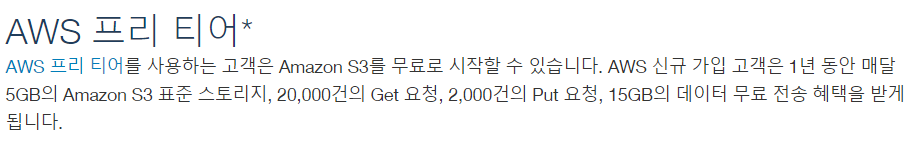 AWS 프리 티어*
AWS 프리 티어를 사용하는 고객은 Amazon S3를 무료로 시작할 수 있습니다. AWS 신규 가입 고객은 1년 동안 매달
5GB의 Amazon S3 표준 스토리지, 20,000건의 Get 요청, 2,000건의 Put 요청, 15GB의 데이터 무료 전송 혜택을 받게
됩니다.